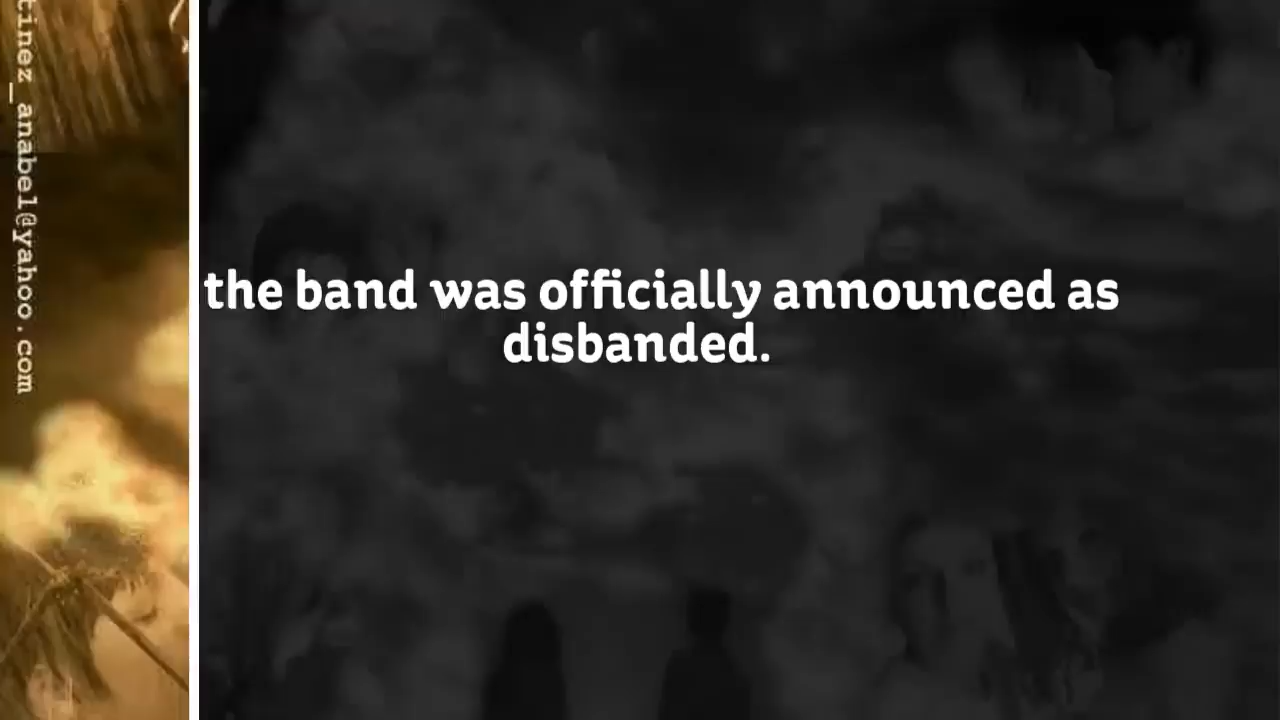 tinez_anabel@yahoo.com
the band was officially announced as
disbanded.